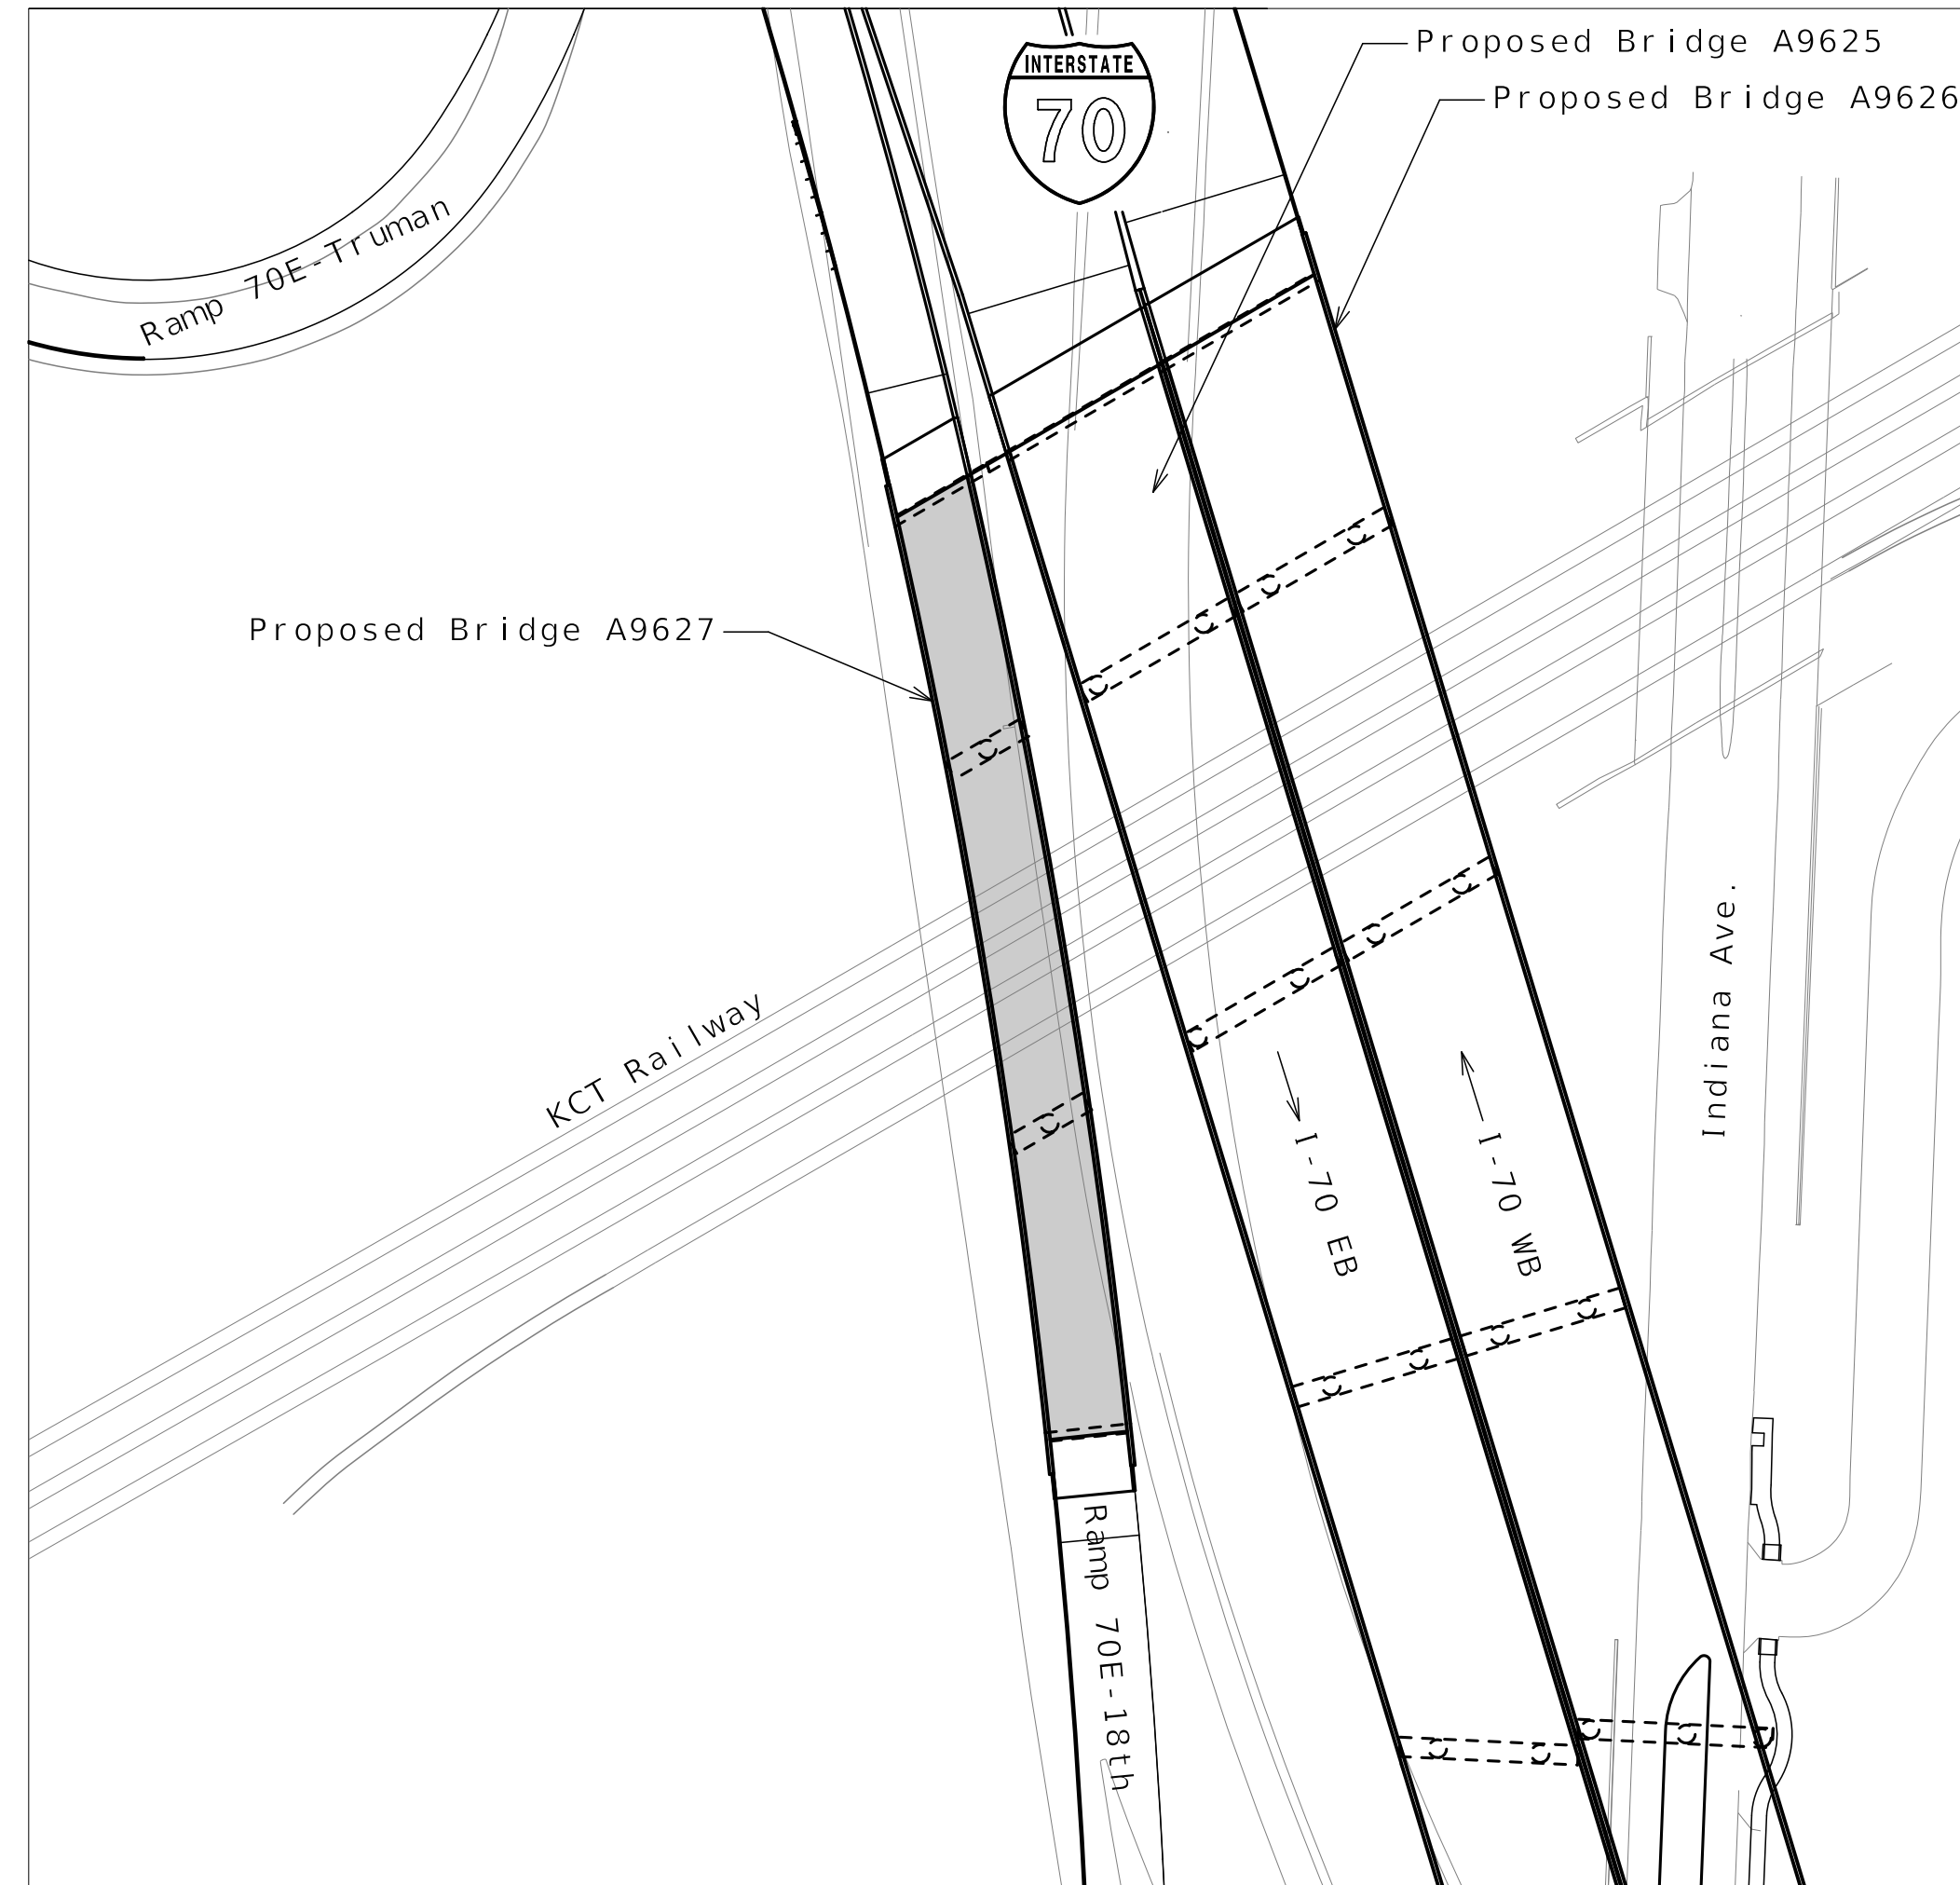 Proposed Bridge A9625
INTERSTATE
70
Proposed Bridge A9626
Ramp 70E-Truman
Proposed Bridge A9627
KCT Railway
Indiana Ave.
I-70 EB
I-70 WB
Ramp 70E-18th